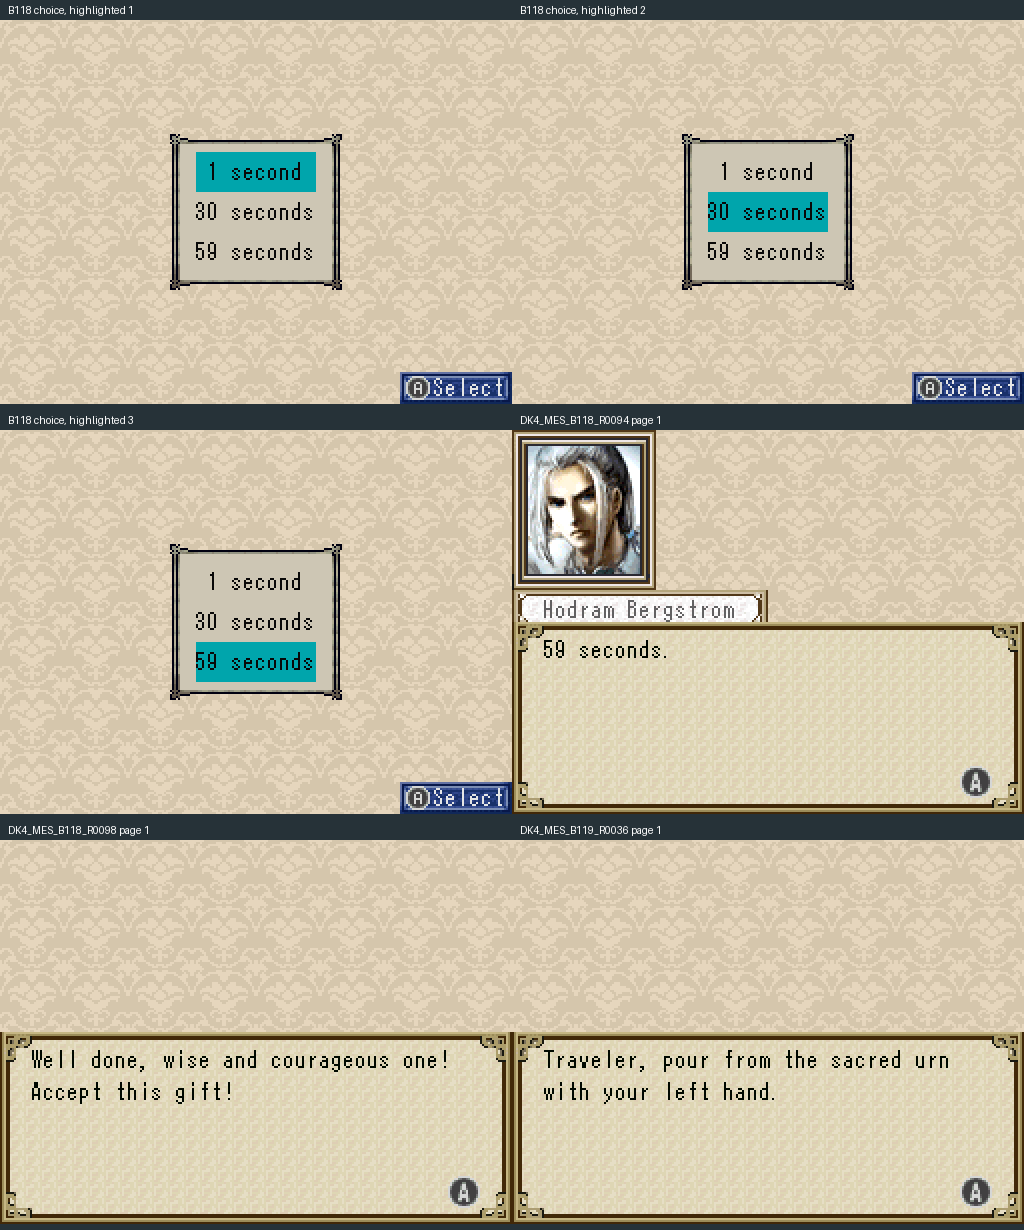 B118 choice, highlighted 1
1 second
30 seconds
59 seconds
A Select
B118 choice, highlighted 2
1 second
30 seconds
59 seconds
A Select
B118 choice, highlighted 3
1 second
30 seconds
59 seconds
A Select
DK4_MES_B118_R0094 page 1
Hodram Bergstrom
59 seconds.
A
DK4_MES_B118_R0098 page 1
Well done, wise and courageous one!
Accept this gift!
A
DK4_MES_B119_R0036 page 1
Traveler, pour from the sacred urn
with your left hand.
A